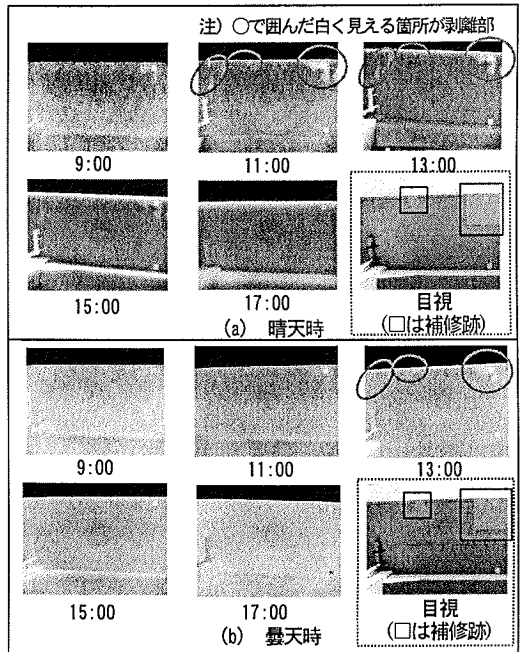 注) ○で囲んだ白く見える箇所が剥離部
9:00
11:00
13:00
15:00
17:00
目視
(□は補修跡)
(a) 晴天時
9:00
11:00
13:00
15:00
17:00
目視
(□は補修跡)
(b) 曇天時